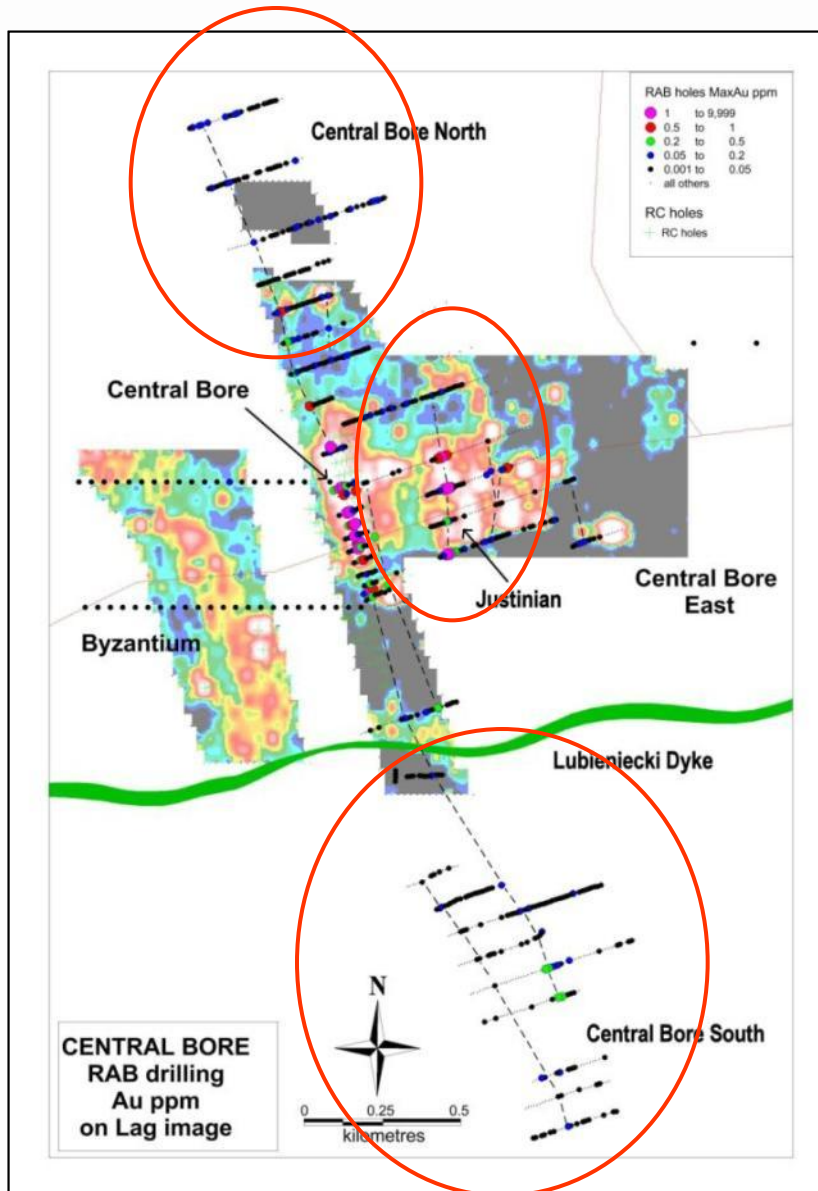 RAB holes MaxAu ppm
1 to 9,999
0.5 to 1
0.2 to 0.5
0.05 to 0.2
0.001 to 0.05
all others
RC holes
RC holes
Central Bore North
Central Bore
Justinian
Central Bore
East
Byzantium
Lubieniecki Dyke
N
Central Bore South
CENTRAL BORE
RAB drilling
Au ppm
on Lag image
0 0.25 0.5
kilometres